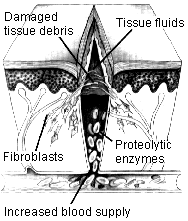 Damaged
tissue debris
Tissue fluids
Fibroblasts
Proteolytic
enzymes
Increased blood supply